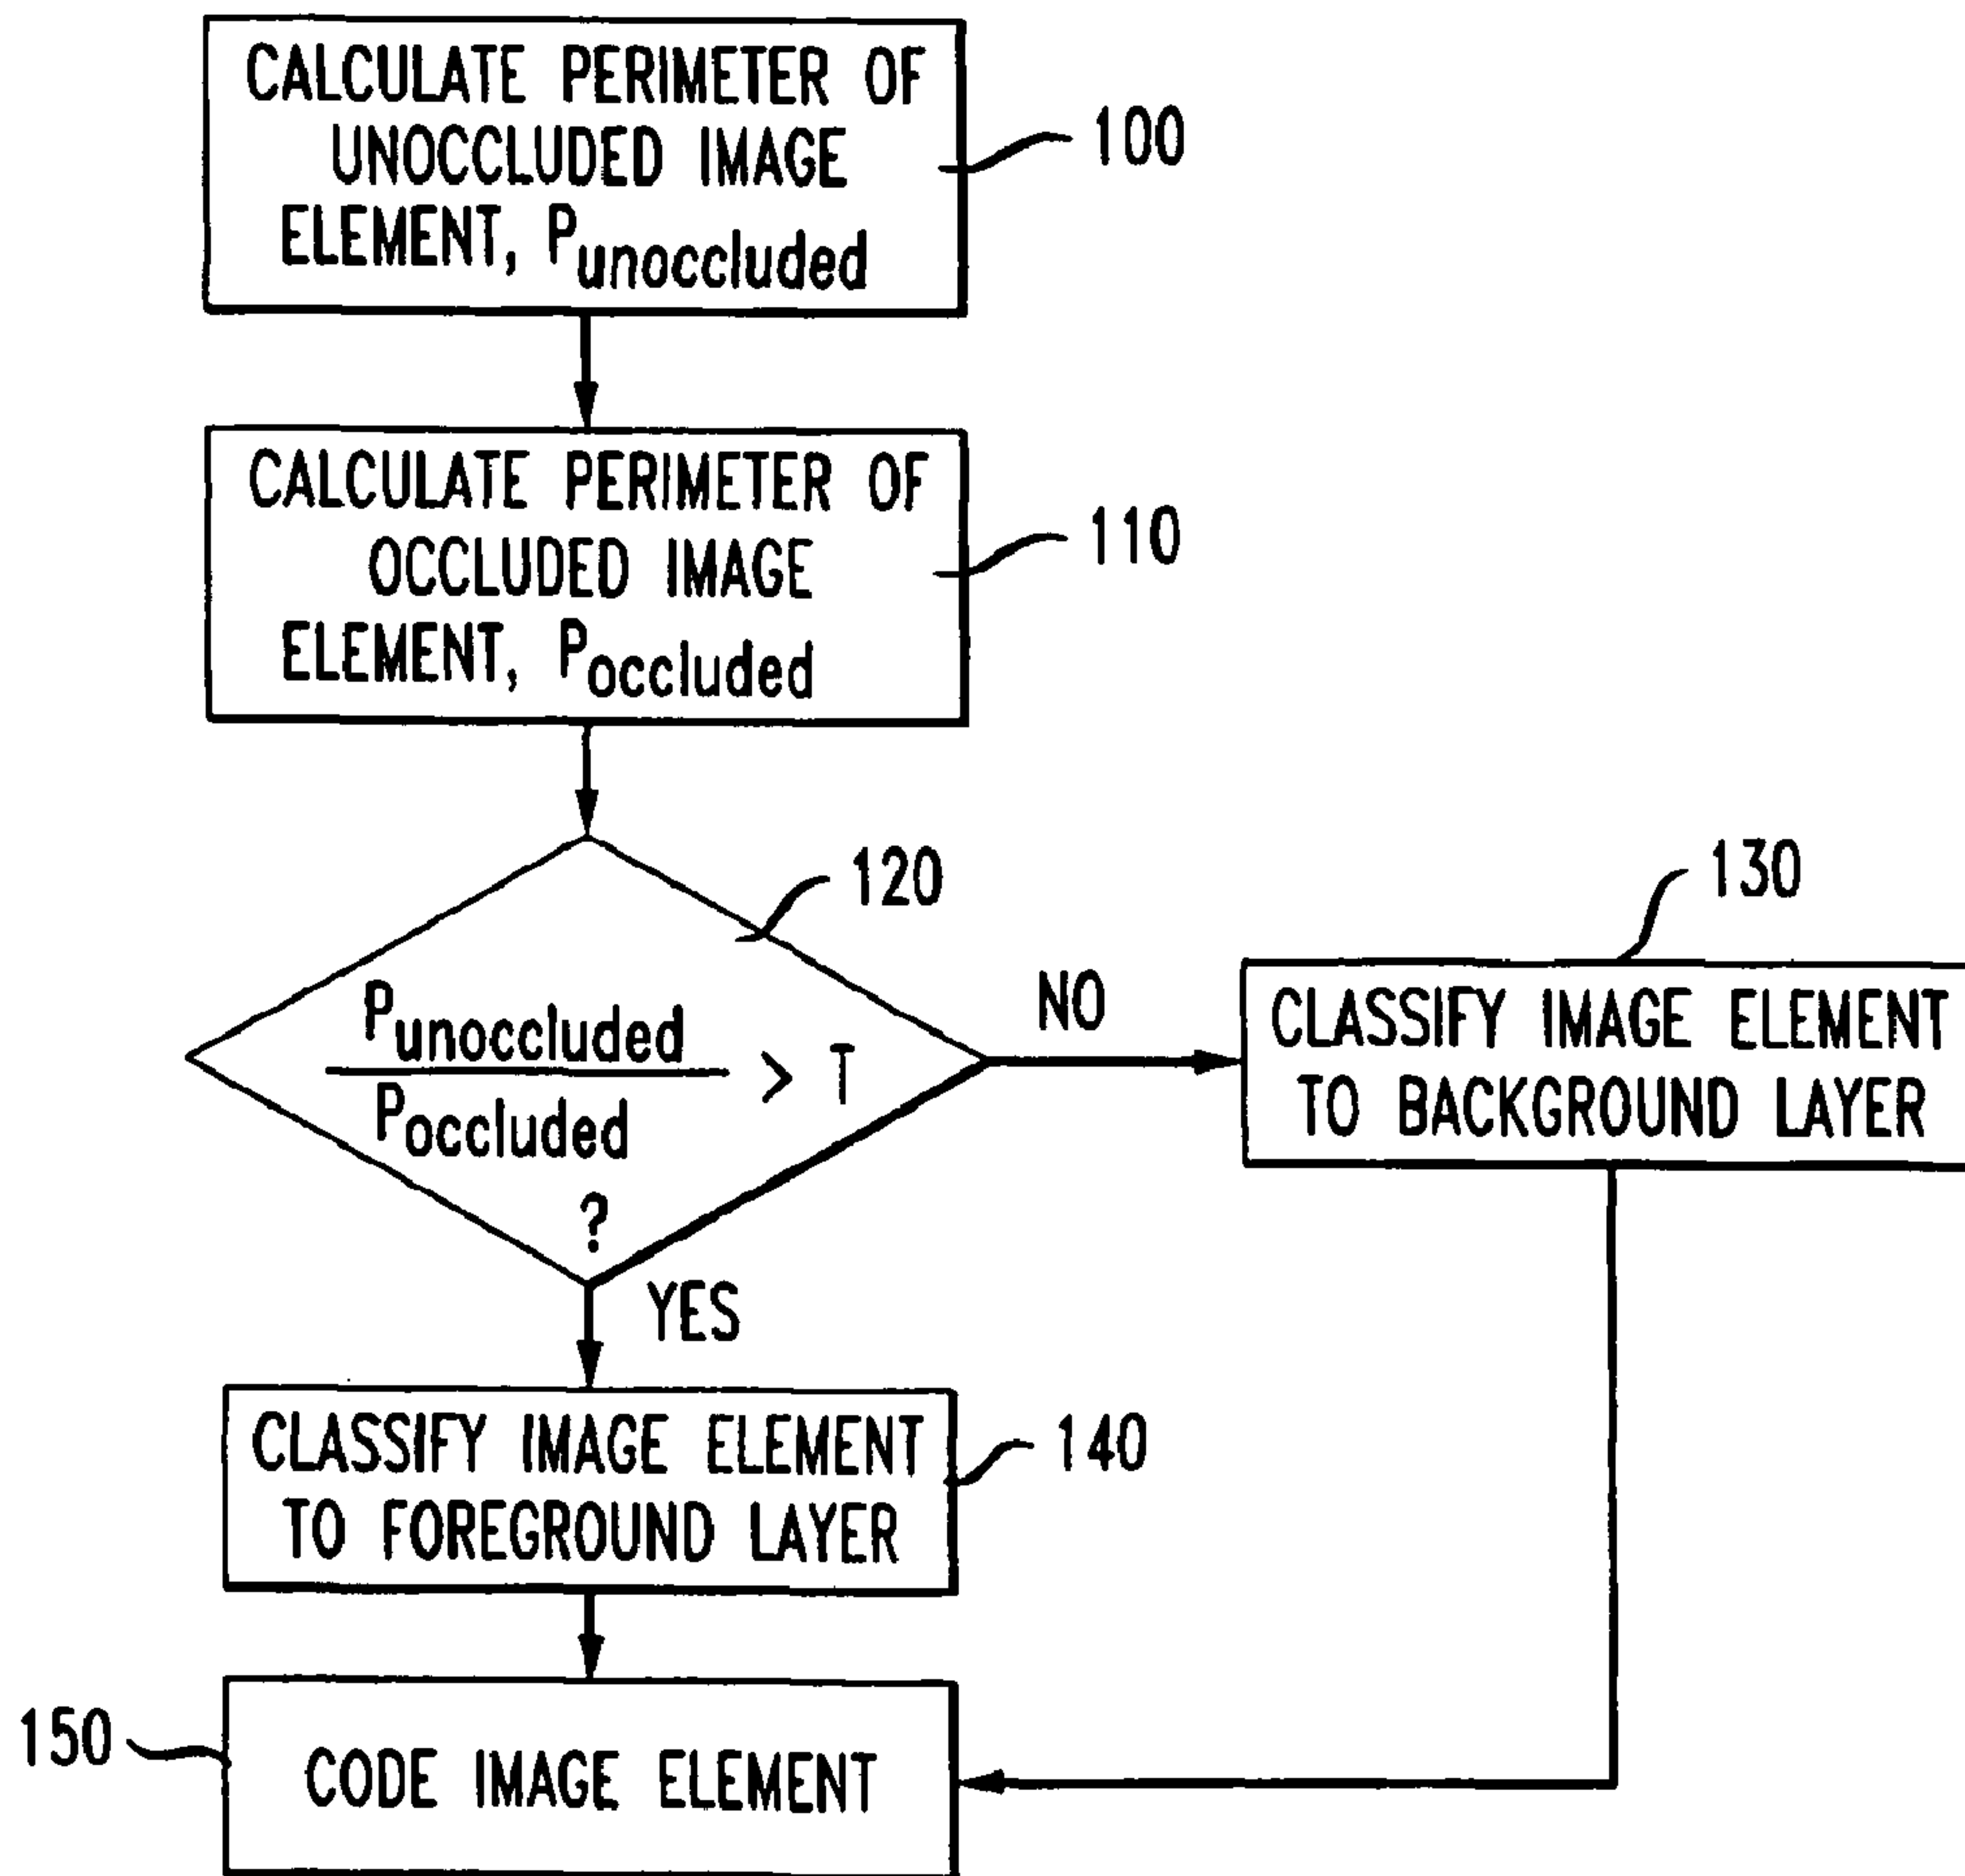 CALCULATE PERIMETER OF
UNOCCLUDED IMAGE
ELEMENT, Punoccluded
100
CALCULATE PERIMETER OF
OCCLUDED IMAGE
ELEMENT, Poccluded
110
120
Punoccluded
Poccluded
> T
?
NO
YES
130
CLASSIFY IMAGE ELEMENT
TO BACKGROUND LAYER
CLASSIFY IMAGE ELEMENT
TO FOREGROUND LAYER
140
150
CODE IMAGE ELEMENT